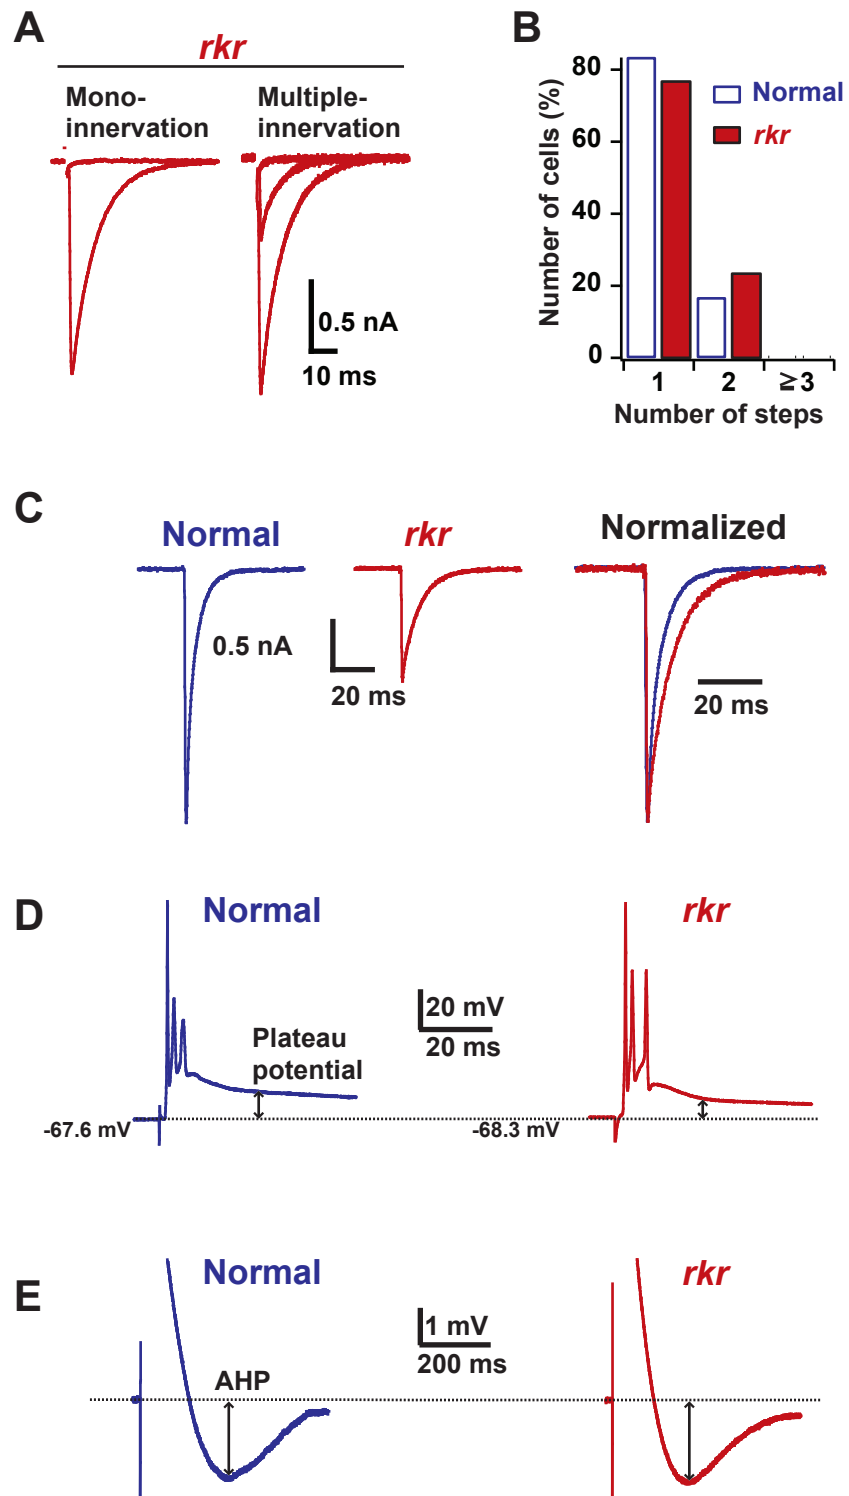 A
rkr
Mono-
innervation
Multiple-
innervation
0.5 nA
10 ms
B
Number of cells (%)
80
60
40
20
0
Normal
rkr
1 2 ≧3
Number of steps
C
Normal
rkr
Normalized
0.5 nA
20 ms
20 ms
D
Normal
rkr
Plateau
potential
20 mV
20 ms
-67.6 mV
-68.3 mV
E
Normal
rkr
AHP
1 mV
200 ms